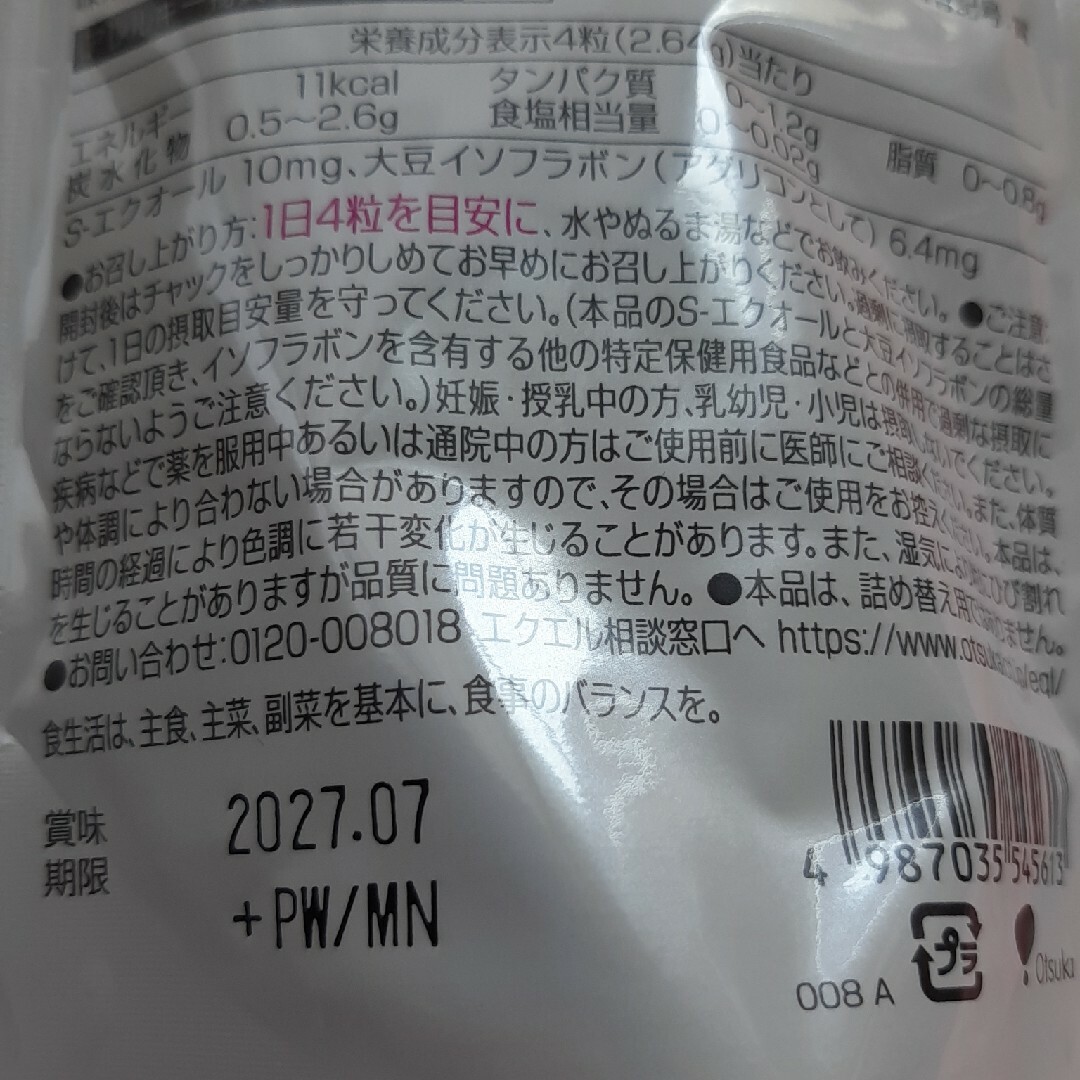 栄養成分表示4粒(2.64g)当たり
エネルギー 11kcal タンパク質 0〜1.2g 脂質 0〜0.8g
炭水化物 0.5〜2.6g 食塩相当量 0〜0.02g
S-エクオール 10mg、大豆イソフラボン(アグリコンとして) 6.4mg
●お召し上がり方:1日4粒を目安に、水やぬるま湯などでお飲みください。 ●ご注意:
開封後はチャックをしっかりしめてお早めにお召し上がりください。過剰に摂取することはさ
けて、1日の摂取目安量を守ってください。(本品のS-エクオールと大豆イソフラボンの総量
をご確認頂き、イソフラボンを含有する他の特定保健用食品などとの併用で過剰な摂取に
ならないようご注意ください。)妊娠・授乳中の方、乳幼児・小児は摂取しないでください。
疾病などで薬を服用中あるいは通院中の方はご使用前に医師にご相談ください。また、体質
や体調により合わない場合がありますので、その場合はご使用をお控えください。本品は、
時間の経過により色調に若干変化が生じることがあります。また、湿気によりひび割れ
を生じることがありますが品質に問題ありません。 ●本品は、詰め替え用ではありません。
●お問い合わせ:0120-008018 エクエル相談窓口へ https://www.otsuka.co.jp/eql/
食生活は、主食、主菜、副菜を基本に、食事のバランスを。
賞味
期限
2027.07
+PW/MN
4 987035 545613
プラ
008 A
Otsuka